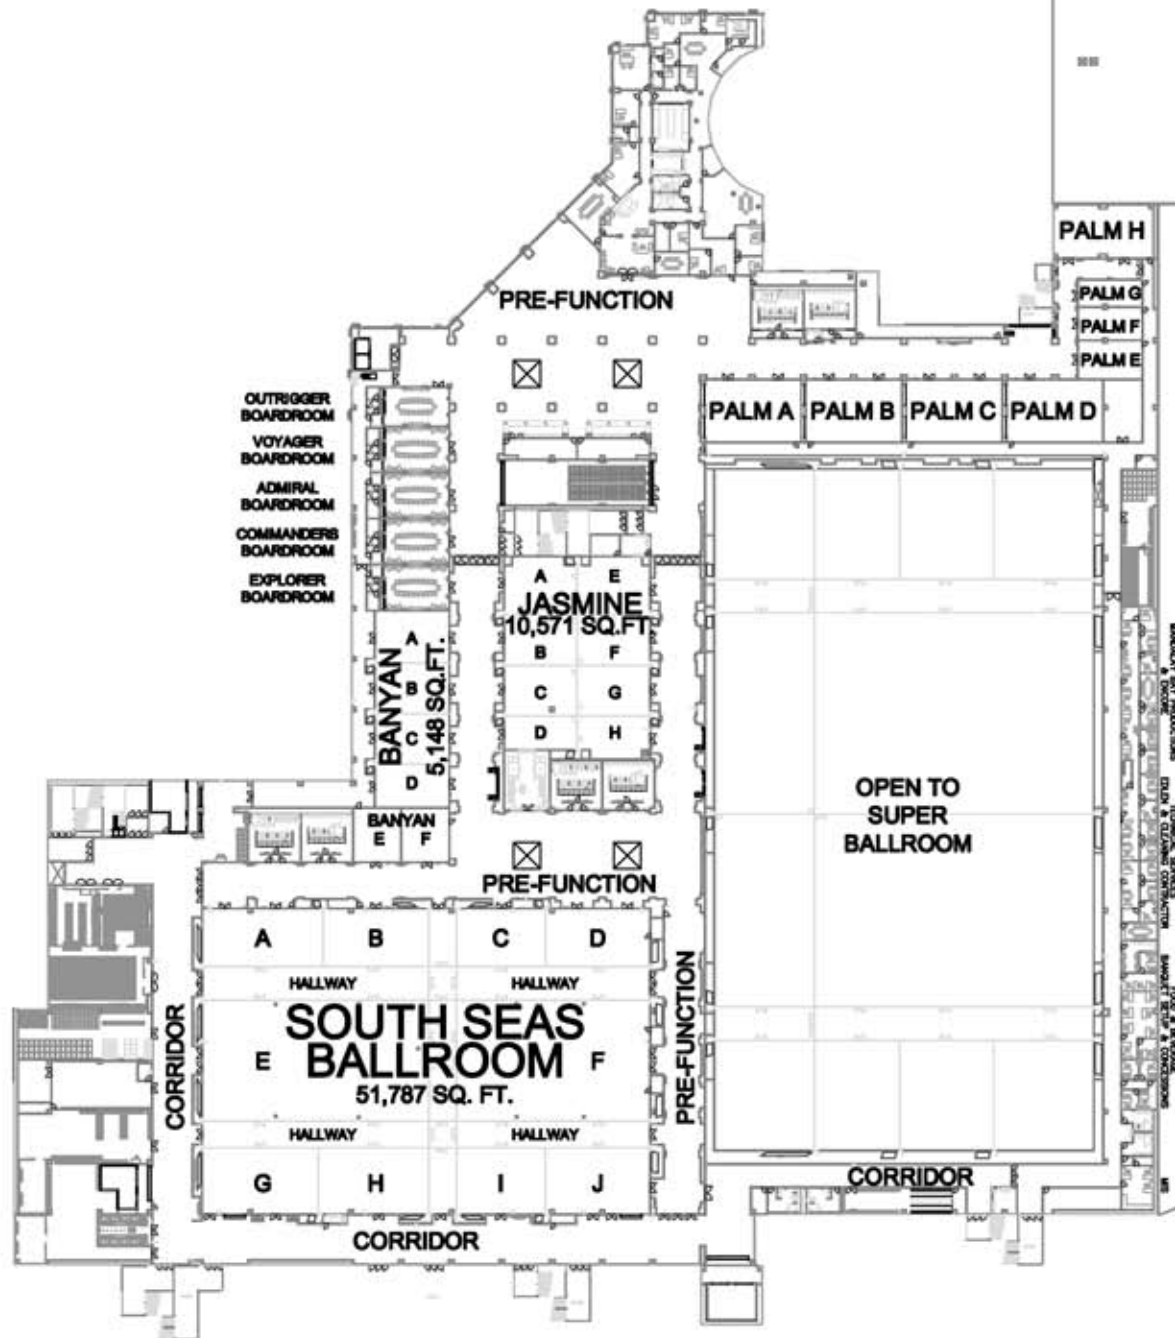 PALM H
PRE-FUNCTION
PALM G
PALM F
PALM E
OUTRIGGER
BOARDROOM
PALM A PALM B PALM C PALM D
VOYAGER
BOARDROOM
ADMIRAL
BOARDROOM
COMMANDERS
BOARDROOM
EXPLORER
BOARDROOM
A E
JASMINE
10,571 SQ.FT
B F
C G
D H
BANYAN
5,148 SQ.FT.
A
B
C
D
BANYAN
E F
OPEN TO
SUPER
BALLROOM
PRE-FUNCTION
A B C D
HALLWAY HALLWAY
SOUTH SEAS
BALLROOM
51,787 SQ. FT.
E F
HALLWAY HALLWAY
G H I J
CORRIDOR
PRE-FUNCTION
CORRIDOR
CORRIDOR